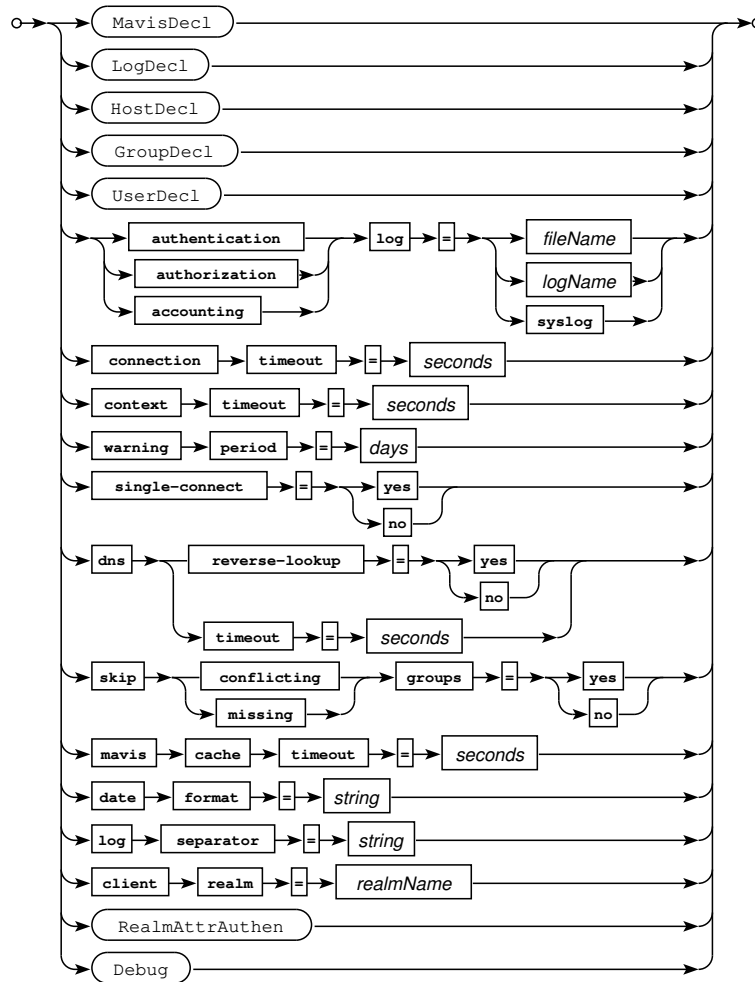 MavisDecl
LogDecl
HostDecl
GroupDecl
UserDecl
authentication log = fileName
authorization logName
accounting syslog
connection timeout = seconds
context timeout = seconds
warning period = days
single-connect = yes
no
dns reverse-lookup = yes
no
timeout = seconds
skip conflicting groups = yes
missing no
mavis cache timeout = seconds
date format = string
log separator = string
client realm = realmName
RealmAttrAuthen
Debug